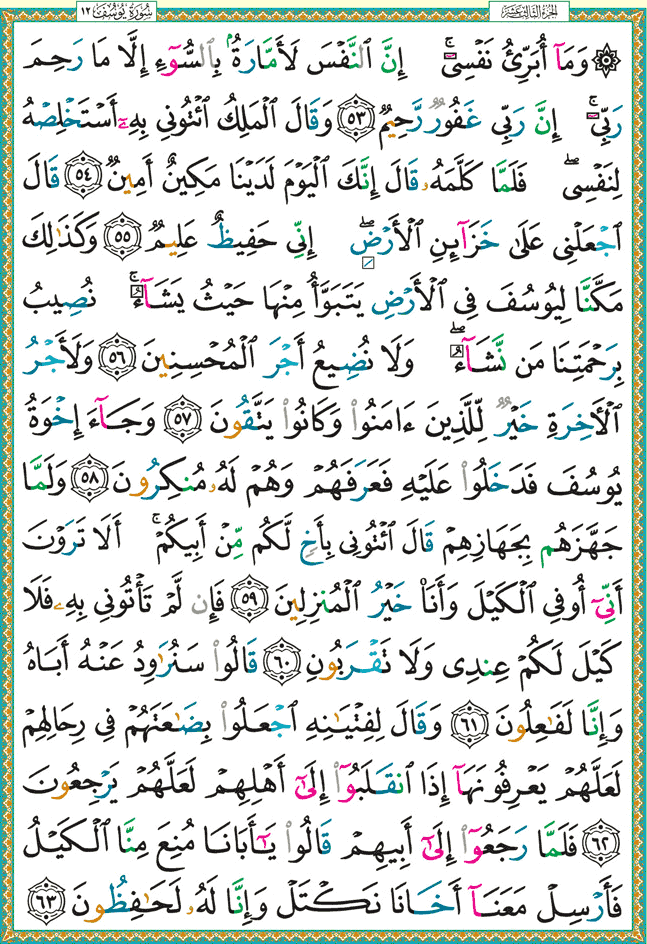 الجزء الثالث عشر
سورة يوسف ١٢
۞ وَمَآ أُبَرِّئُ نَفۡسِيٓۚ إِنَّ ٱلنَّفۡسَ لَأَمَّارَةُۢ بِٱلسُّوٓءِ إِلَّا مَا رَحِمَ
رَبِّيٓۚ إِنَّ رَبِّي غَفُورٞ رَّحِيمٞ ٥٣ وَقَالَ ٱلۡمَلِكُ ٱئۡتُونِي بِهِۦٓ أَسۡتَخۡلِصۡهُ
لِنَفۡسِيۖ فَلَمَّا كَلَّمَهُۥ قَالَ إِنَّكَ ٱلۡيَوۡمَ لَدَيۡنَا مَكِينٌ أَمِينٞ ٥٤ قَالَ
ٱجۡعَلۡنِي عَلَىٰ خَزَآئِنِ ٱلۡأَرۡضِۖ إِنِّي حَفِيظٌ عَلِيمٞ ٥٥ وَكَذَٰلِكَ
مَكَّنَّا لِيُوسُفَ فِي ٱلۡأَرۡضِ يَتَبَوَّأُ مِنۡهَا حَيۡثُ يَشَآءُۚ نُصِيبُ
بِرَحۡمَتِنَا مَن نَّشَآءُۖ وَلَا نُضِيعُ أَجۡرَ ٱلۡمُحۡسِنِينَ ٥٦ وَلَأَجۡرُ
ٱلۡأٓخِرَةِ خَيۡرٞ لِّلَّذِينَ ءَامَنُواْ وَكَانُواْ يَتَّقُونَ ٥٧ وَجَآءَ إِخۡوَةُ
يُوسُفَ فَدَخَلُواْ عَلَيۡهِ فَعَرَفَهُمۡ وَهُمۡ لَهُۥ مُنكِرُونَ ٥٨ وَلَمَّا
جَهَّزَهُم بِجَهَازِهِمۡ قَالَ ٱئۡتُونِي بِأَخٖ لَّكُم مِّنۡ أَبِيكُمۡۚ أَلَا تَرَوۡنَ
أَنِّيٓ أُوفِي ٱلۡكَيۡلَ وَأَنَا۠ خَيۡرُ ٱلۡمُنزِلِينَ ٥٩ فَإِن لَّمۡ تَأۡتُونِي بِهِۦ فَلَا
كَيۡلَ لَكُمۡ عِندِي وَلَا تَقۡرَبُونِ ٦٠ قَالُواْ سَنُرَٰوِدُ عَنۡهُ أَبَاهُ
وَإِنَّا لَفَٰعِلُونَ ٦١ وَقَالَ لِفِتۡيَٰنِهِ ٱجۡعَلُواْ بِضَٰعَتَهُمۡ فِي رِحَالِهِمۡ
لَعَلَّهُمۡ يَعۡرِفُونَهَآ إِذَا ٱنقَلَبُوٓاْ إِلَىٰٓ أَهۡلِهِمۡ لَعَلَّهُمۡ يَرۡجِعُونَ
٦٢ فَلَمَّا رَجَعُوٓاْ إِلَىٰٓ أَبِيهِمۡ قَالُواْ يَٰٓأَبَانَا مُنِعَ مِنَّا ٱلۡكَيۡلُ
فَأَرۡسِلۡ مَعَنَآ أَخَانَا نَكۡتَلۡ وَإِنَّا لَهُۥ لَحَٰفِظُونَ ٦٣